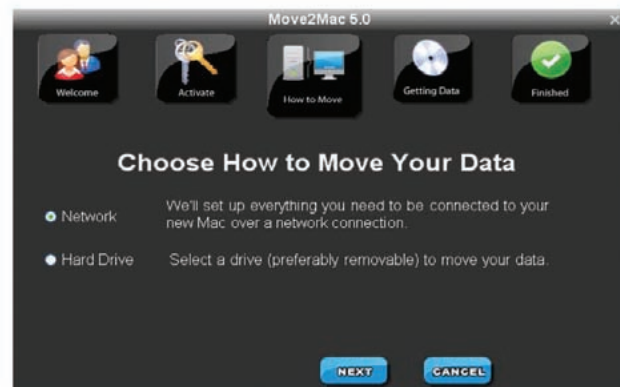 Move2Mac 5.0
Welcome
Activate
How to Move
Getting Data
Finished
Choose How to Move Your Data
Network
We'll set up everything you need to be connected to your
new Mac over a network connection.
Hard Drive
Select a drive (preferably removable) to move your data.
NEXT
CANCEL